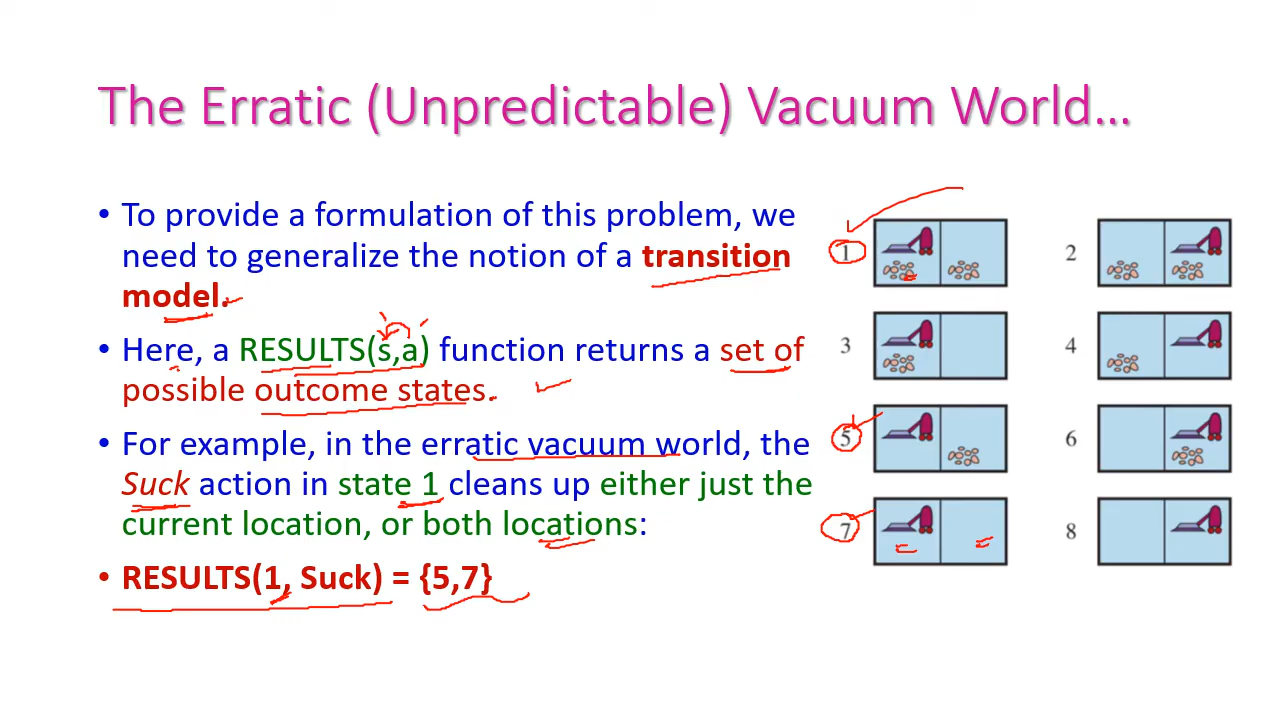 The Erratic (Unpredictable) Vacuum World...
• To provide a formulation of this problem, we
need to generalize the notion of a transition
model.
• Here, a RESULTS(s,a) function returns a set of
possible outcome states.
• For example, in the erratic vacuum world, the
Suck action in state 1 cleans up either just the
current location, or both locations:
• RESULTS(1, Suck) = {5,7}
1
2
3
4
5
6
7
8